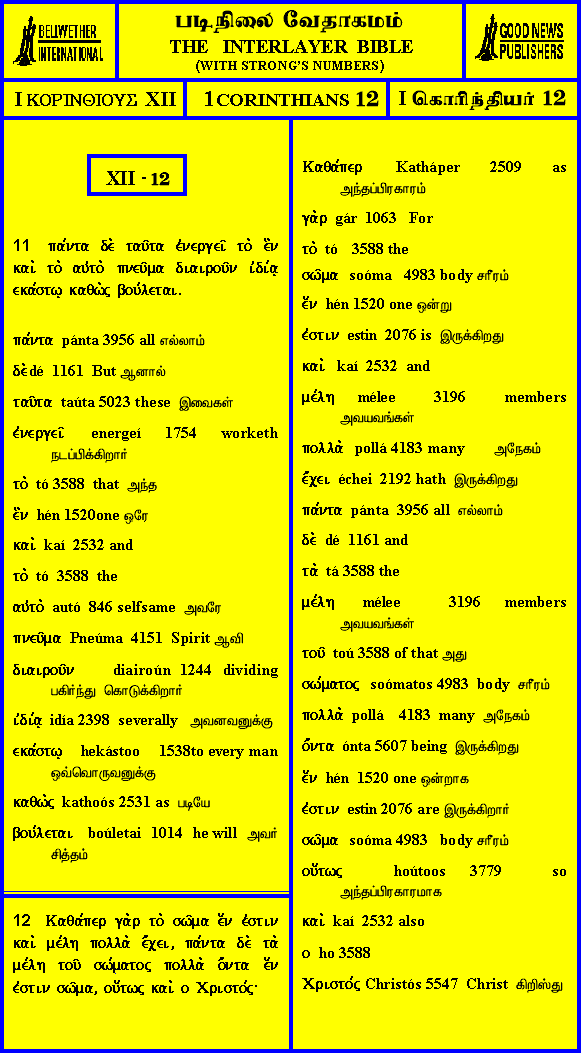 BELLWETHER
INTERNATIONAL
படிநிலை வேதாகமம்
THE INTERLAYER BIBLE
(WITH STRONG'S NUMBERS)
GOOD NEWS
PUBLISHERS
I ΚΟΡΙΝΘΙΟΥΣ XII
1 CORINTHIANS 12
I கொரிந்தியர் 12
XII - 12
11 πάντα δὲ ταῦτα ἐνεργεῖ τὸ ἓν
καὶ τὸ αὐτὸ πνεῦμα διαιροῦν ἰδίᾳ
εκάστῳ καθὼς βούλεται.
πάντα pánta 3956 all எல்லாம்
δὲ dé 1161 But ஆனால்
ταῦτα taúta 5023 these இவைகள்
ἐνεργεῖ energeí 1754 worketh
நடப்பிக்கிறார்
τὸ tó 3588 that அந்த
ἓν hén 1520one ஒரே
καὶ kaí 2532 and
τὸ tó 3588 the
αὐτὸ autó 846 selfsame அவரே
πνεῦμα Pneúma 4151 Spirit ஆவி
διαιροῦν diairoún 1244 dividing
பகிர்ந்து கொடுக்கிறார்
ἰδίᾳ idía 2398 severally அவனவனுக்கு
εκάστῳ hekástoo 1538to every man
ஒவ்வொருவனுக்கு
καθὼς kathoós 2531 as படியே
βούλεται boúletai 1014 he will அவர்
சித்தம்
12 Καθάπερ γὰρ τὸ σῶμα ἕν ἐστιν
καὶ μέλη πολλὰ ἔχει, πάντα δὲ τὰ
μέλη τοῦ σώματος πολλὰ ὄντα ἕν
ἐστιν σῶμα, οὕτως καὶ ο Χριστός·
Καθάπερ Katháper 2509 as
அந்தப்பிரகாரம்
γὰρ gár 1063 For
τὸ tó 3588 the
σῶμα soóma 4983 body சரீரம்
ἕν hén 1520 one ஒன்று
ἐστιν estin 2076 is இருக்கிறது
καὶ kaí 2532 and
μέλη mélee 3196 members
அவயவங்கள்
πολλὰ pollá 4183 many அநேகம்
ἔχει échei 2192 hath இருக்கிறது
πάντα pánta 3956 all எல்லாம்
δὲ dé 1161 and
τὰ tá 3588 the
μέλη mélee 3196 members
அவயவங்கள்
τοῦ toú 3588 of that அது
σώματος soómatos 4983 body சரீரம்
πολλὰ pollá 4183 many அநேகம்
ὄντα ónta 5607 being இருக்கிறது
ἕν hén 1520 one ஒன்றாக
ἐστιν estin 2076 are இருக்கிறார்
σῶμα soóma 4983 body சரீரம்
οὕτως hoútoos 3779 so
அந்தப்பிரகாரமாக
καὶ kaí 2532 also
ο ho 3588
Χριστός Christós 5547 Christ கிறிஸ்து